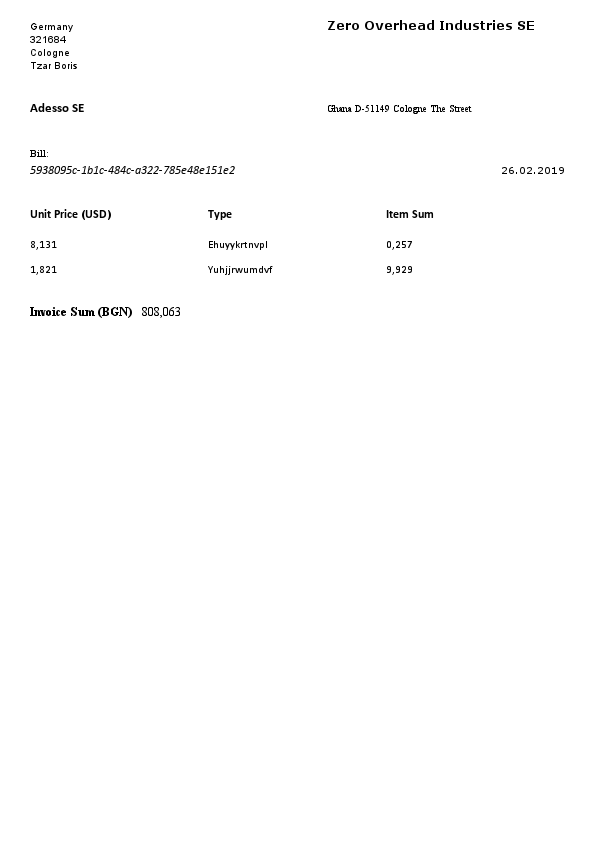 Germany
321684
Cologne
Tzar Boris
Zero Overhead Industries SE
Adesso SE
Ghana D-51149 Cologne The Street
Bill:
5938095c-1b1c-484c-a322-785e48e151e2
26.02.2019
Unit Price (USD) Type Item Sum
8,131 Ehuyykrtnvpl 0,257
1,821 Yuhjjrwumdvf 9,929
Invoice Sum (BGN) 808,063